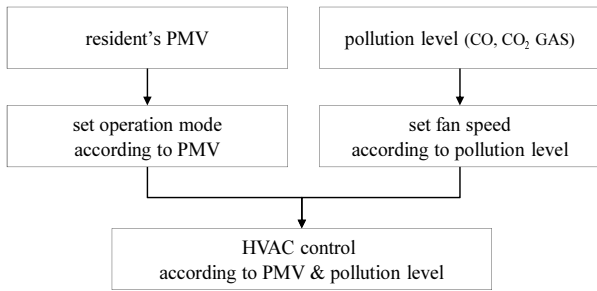 resident's PMV
pollution level (CO, CO₂ GAS)
set operation mode
according to PMV
set fan speed
according to pollution level
HVAC control
according to PMV & pollution level